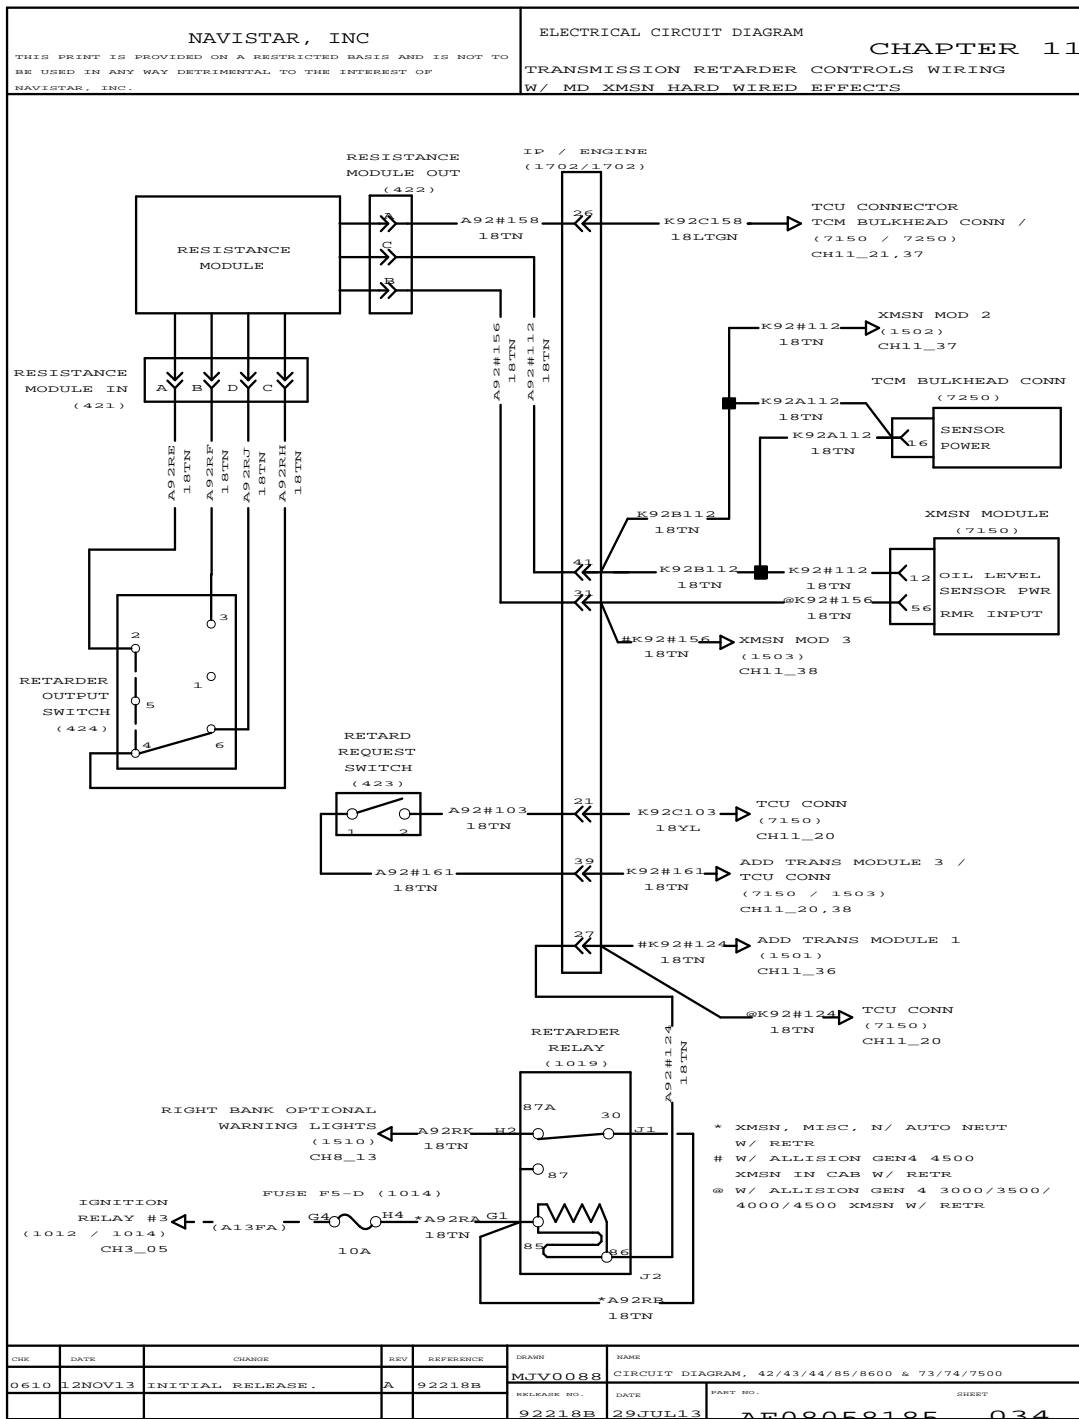 NAVISTAR, INC
THIS PRINT IS PROVIDED ON A RESTRICTED BASIS AND IS NOT TO
BE USED IN ANY WAY DETRIMENTAL TO THE INTEREST OF
NAVISTAR, INC.
ELECTRICAL CIRCUIT DIAGRAM
CHAPTER 11
TRANSMISSION RETARDER CONTROLS WIRING
W/ MD XMSN HARD WIRED EFFECTS
RESISTANCE
MODULE OUT
(422)
IP / ENGINE
(1702/1702)
RESISTANCE
MODULE
A
C
B
A92#158
18TN
26
K92C158
18LTGN
TCU CONNECTOR
TCM BULKHEAD CONN /
(7150 / 7250)
CH11_21,37
A92#156
18TN
A92#112
18TN
K92#112
18TN
XMSN MOD 2
(1502)
CH11_37
RESISTANCE
MODULE IN
(421)
A B D C
TCM BULKHEAD CONN
(7250)
K92A112
18TN
K92A112
18TN
16
SENSOR
POWER
A92RE
18TN
A92RF
18TN
A92RJ
18TN
A92RH
18TN
K92B112
18TN
XMSN MODULE
(7150)
41
K92B112
18TN
K92#112
18TN
12
OIL LEVEL
SENSOR PWR
31
@K92#156
18TN
56
RMR INPUT
#K92#156
18TN
XMSN MOD 3
(1503)
CH11_38
RETARDER
OUTPUT
SWITCH
(424)
2
3
1
5
4
6
RETARD
REQUEST
SWITCH
(423)
1 2
A92#103
18TN
21
K92C103
18YL
TCU CONN
(7150)
CH11_20
A92#161
18TN
39
K92#161
18TN
ADD TRANS MODULE 3 /
TCU CONN
(7150 / 1503)
CH11_20,38
27
#K92#124
18TN
ADD TRANS MODULE 1
(1501)
CH11_36
@K92#124
18TN
TCU CONN
(7150)
CH11_20
RETARDER
RELAY
(1019)
A92#124
18TN
87A
30
RIGHT BANK OPTIONAL
WARNING LIGHTS
(1510)
CH8_13
A92RK
18TN
H2
J1
87
FUSE F5-D (1014)
IGNITION
RELAY #3
(1012 / 1014)
CH3_05
(A13FA)
G4
H4
10A
*A92RA
18TN
G1
85
86
J2
*A92RB
18TN
* XMSN, MISC, N/ AUTO NEUT
W/ RETR
# W/ ALLISION GEN4 4500
XMSN IN CAB W/ RETR
@ W/ ALLISION GEN 4 3000/3500/
4000/4500 XMSN W/ RETR
CHK DATE CHANGE REV REFERENCE
0610 12NOV13 INITIAL RELEASE. A 92218B
DRAWN
MJV0088
NAME
CIRCUIT DIAGRAM, 42/43/44/85/8600 & 73/74/7500
RELEASE NO.
92218B
DATE
29JUL13
PART NO.
AF08058185
SHEET
034